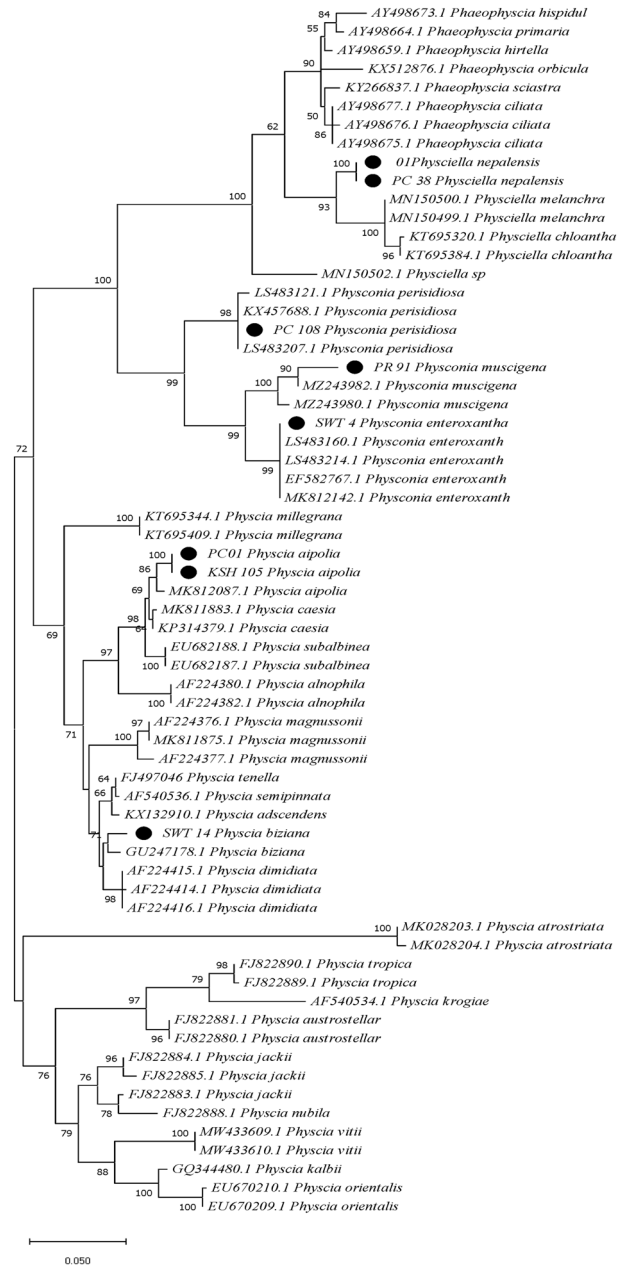 84
AY498673.1 Physaeophyscia hispidul
55
AY498664.1 Phaeophyscia primaria
AY498659.1 Phaeophyscia hirtella
90
KX512876.1 Phaeophyscia orbicula
KY266837.1 Phaeophyscia sciastra
AY498677.1 Phaeophyscia ciliata
50
AY498676.1 Phaeophyscia ciliata
86
AY498675.1 Phaeophyscia ciliata
62
100
01Physciella nepalensis
PC 38 Physciella nepalensis
93
MN150500.1 Physciella melanchra
100
MN150499.1 Physciella melanchra
100
KT695320.1 Physciella chloantha
96
KT695384.1 Physciella chloantha
MN150502.1 Physciella sp
100
LS483121.1 Physconia perisidiosa
98
KX457688.1 Physconia perisidiosa
PC 108 Physconia perisidiosa
LS483207.1 Physconia perisidiosa
99
90
PR 91 Physconia muscigena
100
MZ243982.1 Physconia muscigena
MZ243980.1 Physconia muscigena
99
SWT 4 Physconia enteroxantha
LS483160.1 Physconia enteroxanth
72
LS483214.1 Physconia enteroxanth
99
EF582767.1 Physconia enteroxanth
MK812142.1 Physconia enteroxanth
100
KT695344.1 Physcia millegrana
KT695409.1 Physcia millegrana
100
PC01 Physcia aipolia
86
KSH 105 Physcia aipolia
69
MK812087.1 Physcia aipolia
MK811883.1 Physcia caesia
98
64
KP314379.1 Physcia caesia
69
EU682188.1 Physcia subalbinea
97
100
EU682187.1 Physcia subalbinea
AF224380.1 Physcia alnophila
100
AF224382.1 Physcia alnophila
97
AF224376.1 Physcia magnussonii
71
100
MK811875.1 Physcia magnussonii
AF224377.1 Physcia magnussonii
64
FJ497046 Physcia tenella
66
AF540536.1 Physcia semipinnata
KX132910.1 Physcia adscendens
71
SWT 14 Physcia biziana
GU247178.1 Physcia biziana
AF224415.1 Physcia dimidiata
98
AF224414.1 Physcia dimidiata
AF224416.1 Physcia dimidiata
100
MK028203.1 Physcia atrostriata
MK028204.1 Physcia atrostriata
98
FJ822890.1 Physcia tropica
79
FJ822889.1 Physcia tropica
97
AF540534.1 Physcia krogiae
FJ822881.1 Physcia austrostellar
96
FJ822880.1 Physcia austrostellar
96
FJ822884.1 Physcia jackii
76
76
FJ822885.1 Physcia jackii
FJ822883.1 Physcia jackii
78
FJ822888.1 Physcia nubila
79
100
MW433609.1 Physcia vitii
MW433610.1 Physcia vitii
88
GQ344480.1 Physcia kalbii
100
EU670210.1 Physcia orientalis
100
EU670209.1 Physcia orientalis
0.050